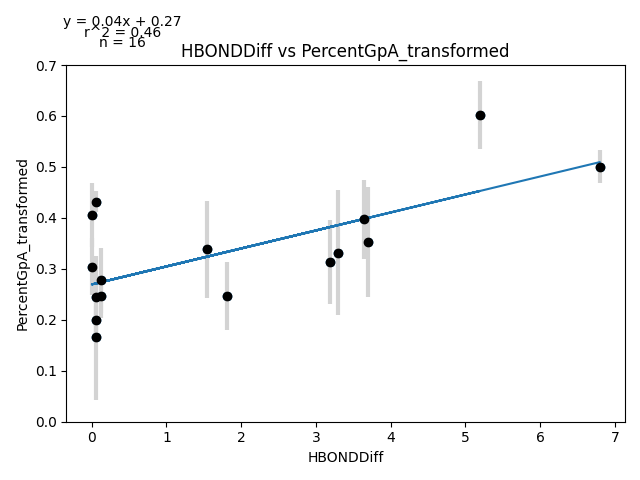 y = 0.04x + 0.27
r^2 = 0.46
n = 16
HBONDDiff vs PercentGpA_transformed
PercentGpA_transformed
0.7
0.6
0.5
0.4
0.3
0.2
0.1
0.0
0 1 2 3 4 5 6 7
HBONDDiff